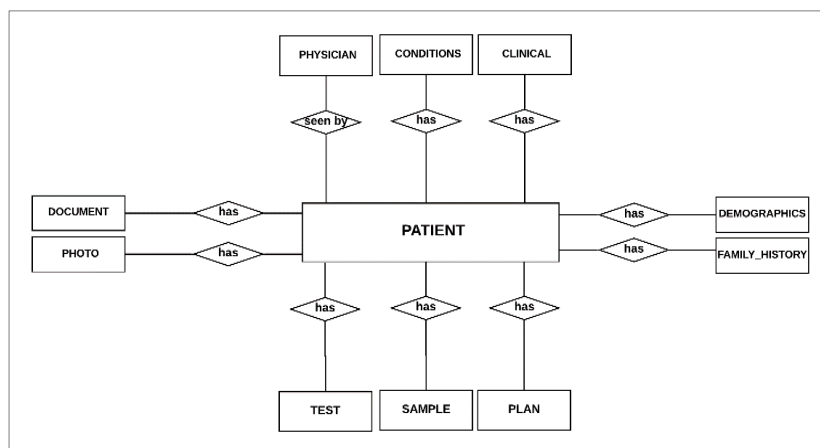 PHYSICIAN
CONDITIONS
CLINICAL
seen by
has
has
DOCUMENT
has
has
DEMOGRAPHICS
PATIENT
PHOTO
has
has
FAMILY_HISTORY
has
has
has
TEST
SAMPLE
PLAN